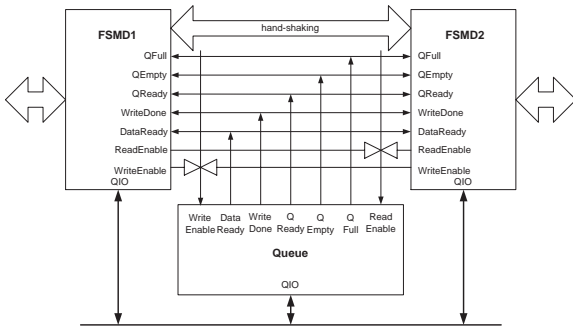 FSMD1
hand-shaking
FSMD2
QFull
QFull
QEmpty
QEmpty
QReady
QReady
WriteDone
WriteDone
DataReady
DataReady
ReadEnable
ReadEnable
WriteEnable
WriteEnable
QIO
QIO
Write Data Write Q Q Q Read
Enable Ready Done Ready Empty Full Enable
Queue
QIO